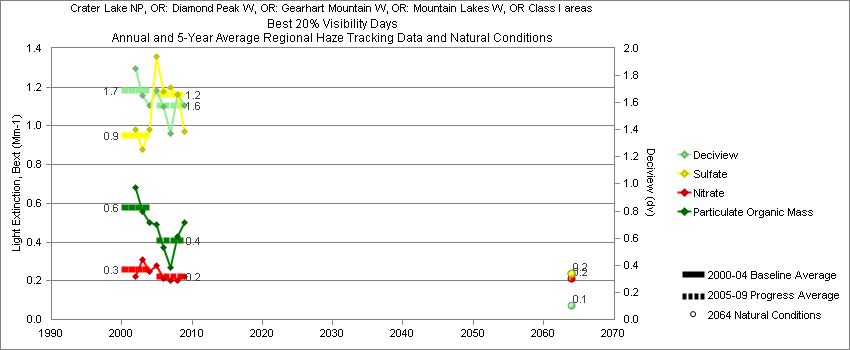 Crater Lake NP, OR: Diamond Peak W, OR: Gearhart Mountain W, OR: Mountain Lakes W, OR Class I areas
Best 20% Visibility Days
Annual and 5-Year Average Regional Haze Tracking Data and Natural Conditions
Light Extinction, Bext (Mm-1)
1.4
1.2
1.0
0.8
0.6
0.4
0.2
0.0
1.7
0.9
0.6
0.3
1.2
1.6
0.4
0.2
0.2
0.2
0.1
2.0
1.8
1.6
1.4
1.2
1.0
0.8
0.6
0.4
0.2
0.0
Deciview (dv)
1990 2000 2010 2020 2030 2040 2050 2060 2070
Deciview
Sulfate
Nitrate
Particulate Organic Mass
2000-04 Baseline Average
2005-09 Progress Average
2064 Natural Conditions